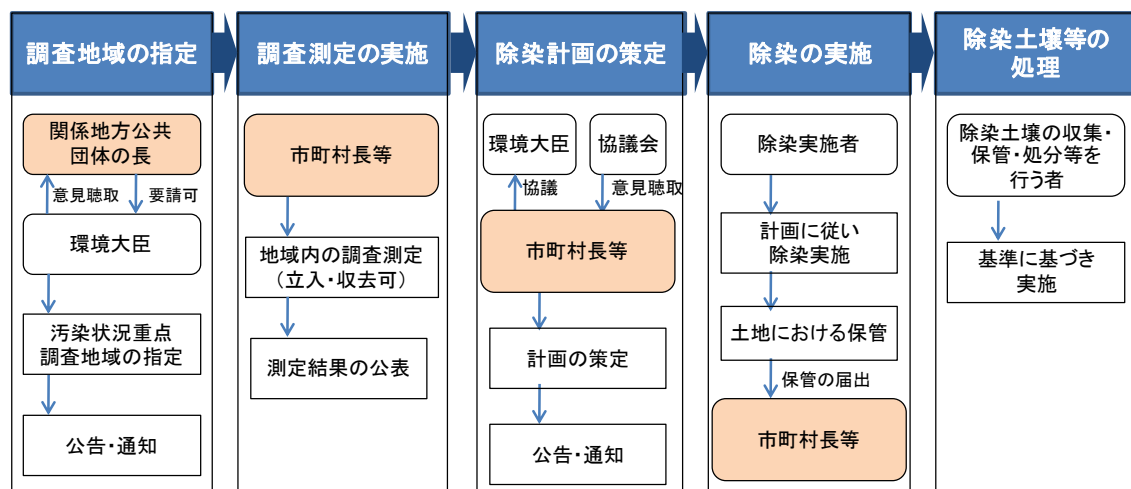 調査地域の指定
調査測定の実施
除染計画の策定
除染の実施
除染土壌等の
処理
関係地方公共
団体の長
意見聴取
要請可
環境大臣
汚染状況重点
調査地域の指定
公告・通知
市町村長等
地域内の調査測定
（立入・収去可）
測定結果の公表
環境大臣
協議会
協議
意見聴取
市町村長等
計画の策定
公告・通知
除染実施者
計画に従い
除染実施
土地における保管
保管の届出
市町村長等
除染土壌の収集・
保管・処分等を
行う者
基準に基づき
実施